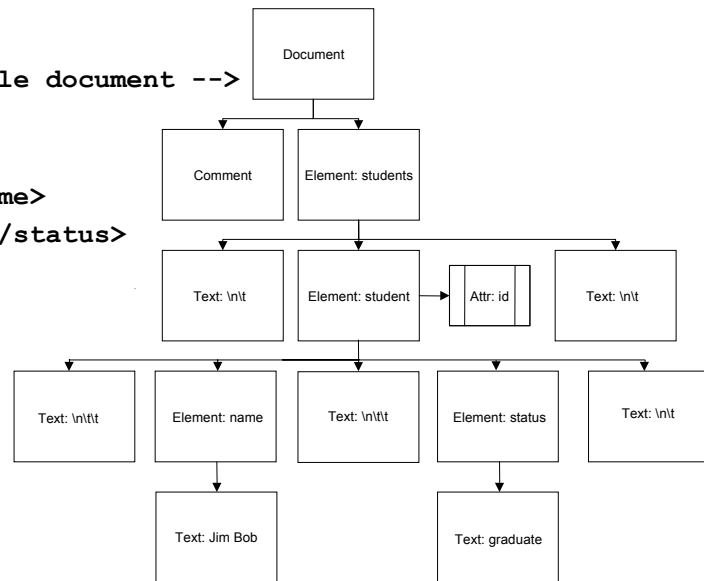 Document
le document -->
Comment
Element: students
me>
/status>
Text: \n\t
Element: student
Attr: id
Text: \n\t
Text: \n\t\t
Element: name
Text: \n\t\t
Element: status
Text: \n\t
Text: Jim Bob
Text: graduate